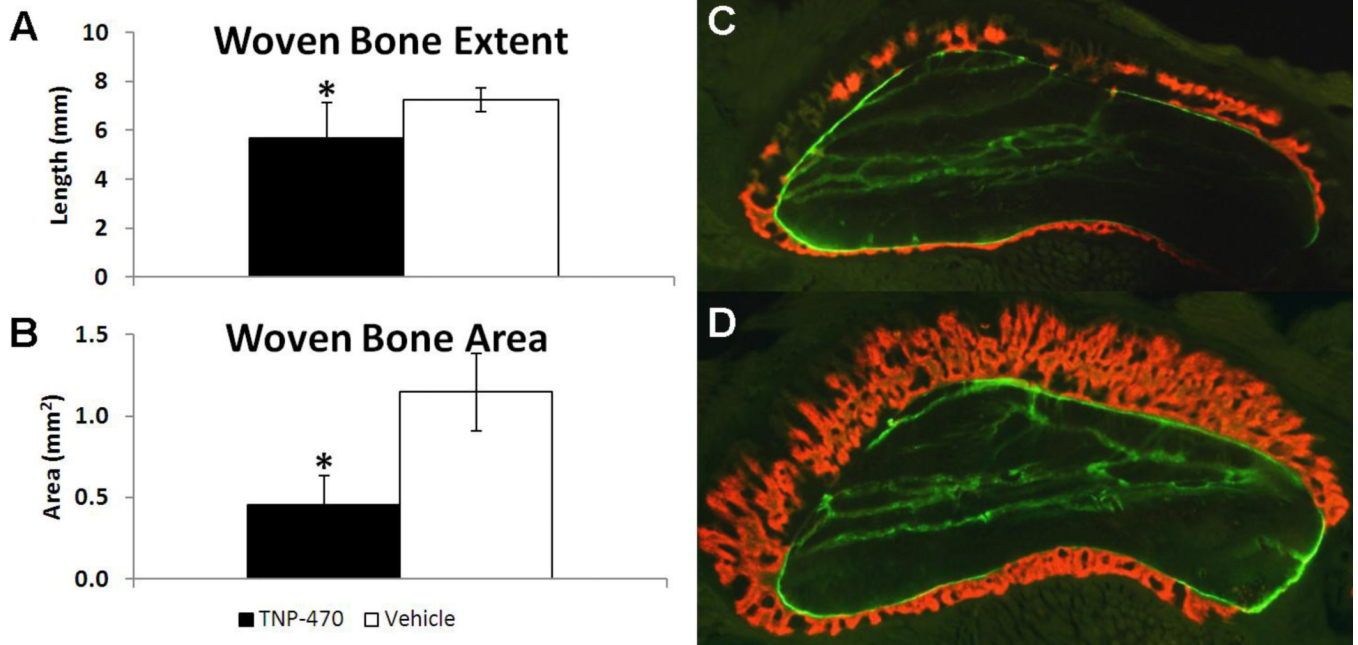 A
Woven Bone Extent
Length (mm)
10
8
6
4
2
0
*
B
Woven Bone Area
Area (mm²)
1.5
1.0
0.5
0.0
*
TNP-470 Vehicle
C
D